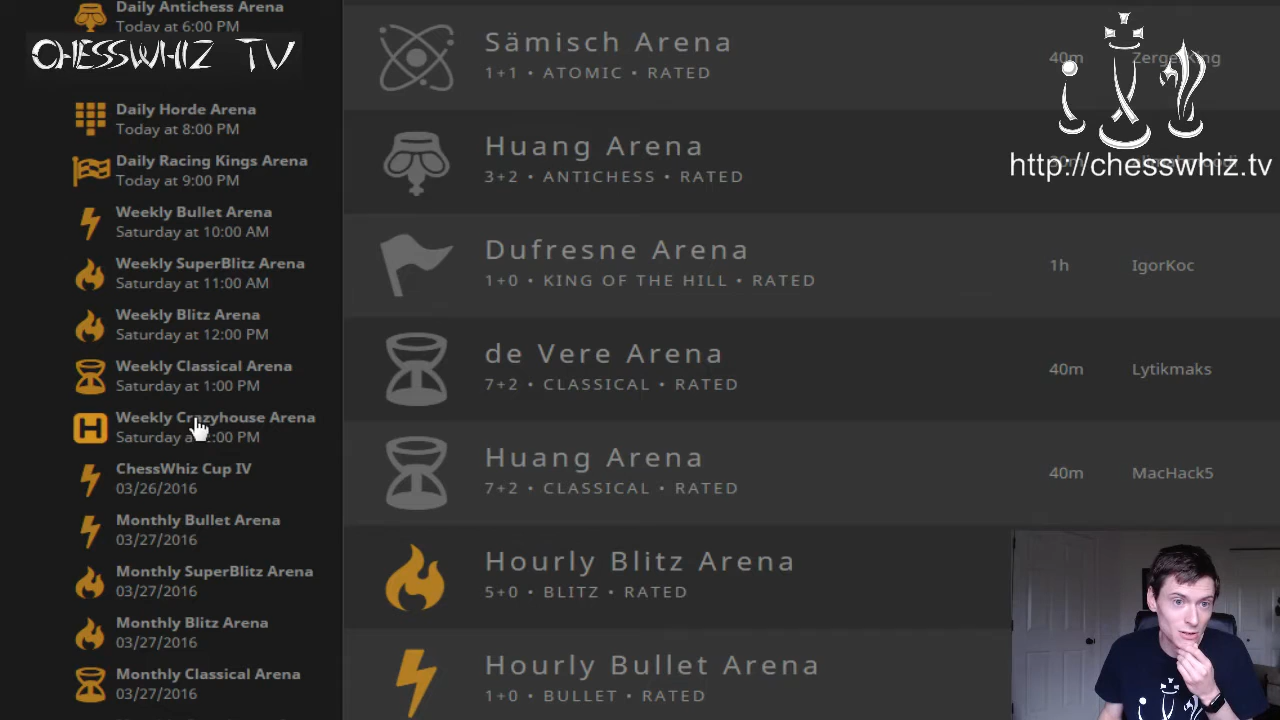 Daily Antichess Arena
Today at 6:00 PM
CHESSWHIZ TV
Daily Horde Arena
Today at 8:00 PM
Daily Racing Kings Arena
Today at 9:00 PM
Weekly Bullet Arena
Saturday at 10:00 AM
Weekly SuperBlitz Arena
Saturday at 11:00 AM
Weekly Blitz Arena
Saturday at 12:00 PM
Weekly Classical Arena
Saturday at 1:00 PM
H
Weekly Crazyhouse Arena
Saturday :00 PM
ChessWhiz Cup IV
03/26/2016
Monthly Bullet Arena
03/27/2016
Monthly SuperBlitz Arena
03/27/2016
Monthly Blitz Arena
03/27/2016
Monthly Classical Arena
03/27/2016
Sämisch Arena
1+1 • ATOMIC • RATED
40m
Huang Arena
3+2 • ANTICHESS • RATED
http://chesswhiz.tv
Dufresne Arena
1+0 • KING OF THE HILL • RATED
1h IgorKoc
de Vere Arena
7+2 • CLASSICAL • RATED
40m Lytikmaks
Huang Arena
7+2 • CLASSICAL • RATED
40m MacHack5
Hourly Blitz Arena
5+0 • BLITZ • RATED
Hourly Bullet Arena
1+0 • BULLET • RATED